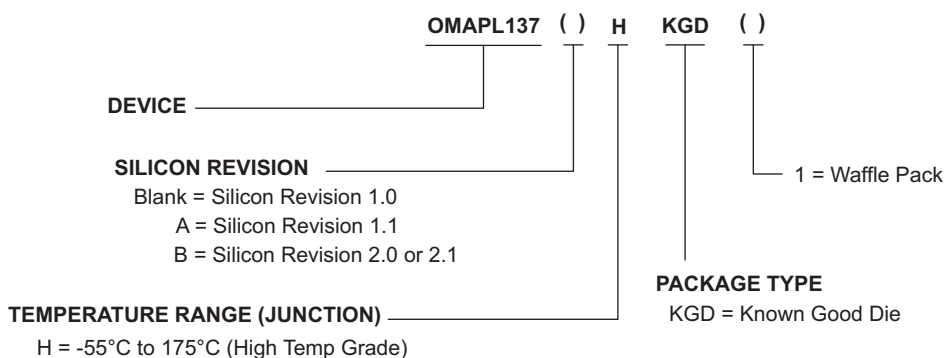 OMAPL137 ( ) H KGD ( )
DEVICE
SILICON REVISION
Blank = Silicon Revision 1.0
A = Silicon Revision 1.1
B = Silicon Revision 2.0 or 2.1
1 = Waffle Pack
PACKAGE TYPE
KGD = Known Good Die
TEMPERATURE RANGE (JUNCTION)
H = -55°C to 175°C (High Temp Grade)